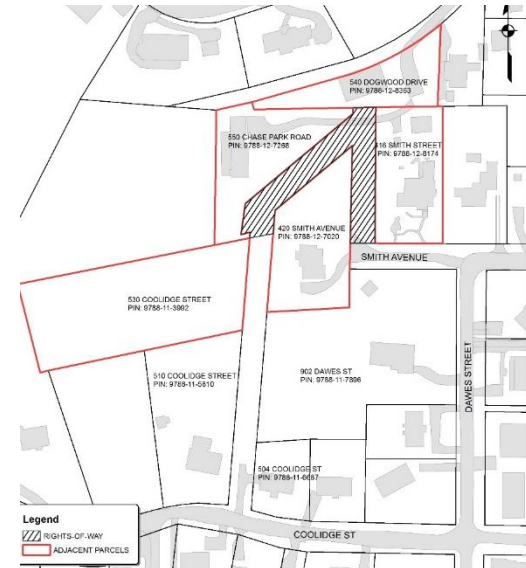 540 DOGWOOD DRIVE
PIN: 9788-12-8353
550 CHASE PARK ROAD
PIN: 9788-12-7268
416 SMITH STREET
PIN: 9788-12-8174
420 SMITH AVENUE
PIN: 9788-12-7020
SMITH AVENUE
530 COOLIDGE STREET
PIN: 9788-11-3992
510 COOLIDGE STREET
PIN: 9788-11-5810
902 DAWES ST
PIN: 9788-11-7896
DAWES STREET
504 COOLIDGE ST
PIN: 9788-11-6687
COOLIDGE ST
Legend
RIGHTS-OF-WAY
ADJACENT PARCELS